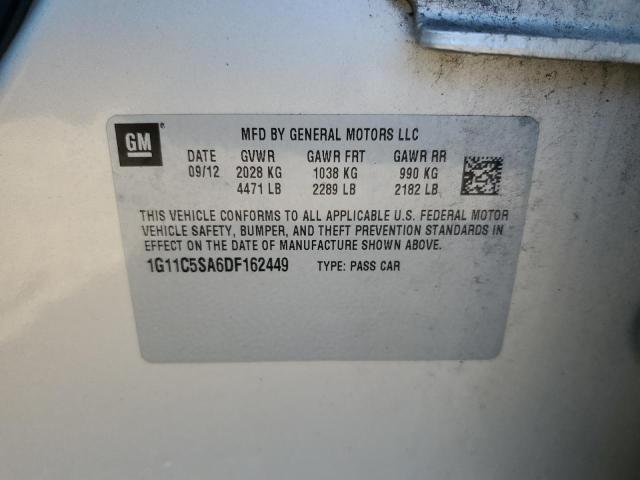 GM® MFD BY GENERAL MOTORS LLC
DATE GVWR GAWR FRT GAWR RR
09/12 2028 KG 1038 KG 990 KG
4471 LB 2289 LB 2182 LB
THIS VEHICLE CONFORMS TO ALL APPLICABLE U.S. FEDERAL MOTOR
VEHICLE SAFETY, BUMPER, AND THEFT PREVENTION STANDARDS
IN EFFECT ON THE DATE OF MANUFACTURE SHOWN ABOVE.
1G11C5SA6DF162449 TYPE: PASS CAR